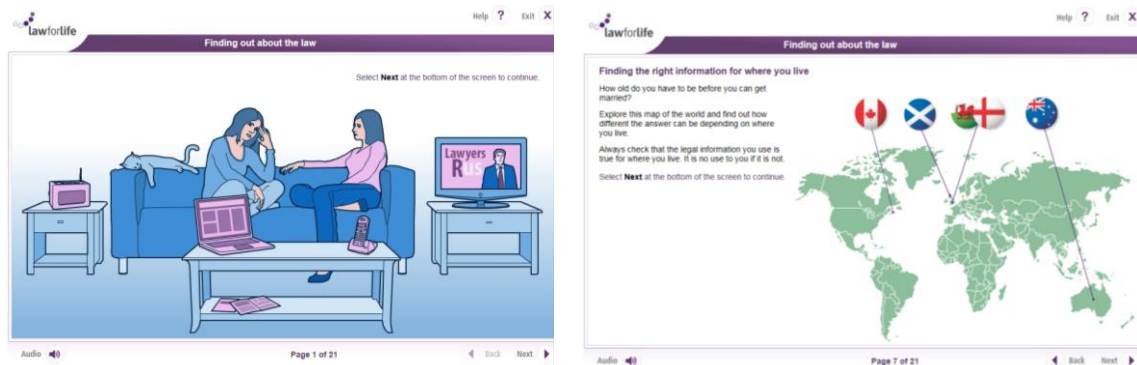 Help ? Exit X
lawforlife
Finding out about the law
Select Next at the bottom of the screen to continue.
Lawyers
R us
Audio
Page 1 of 21
Back Next
Help ? Exit X
lawforlife
Finding out about the law
Finding the right information for where you live
How old do you have to be before you can get
married?
Explore this map of the world and find out how
different the answer can be depending on where
you live.
Always check that the legal information you use is
true for where you live. It is no use to you if it is not.
Select Next at the bottom of the screen to continue.
Audio
Page 7 of 21
Back Next